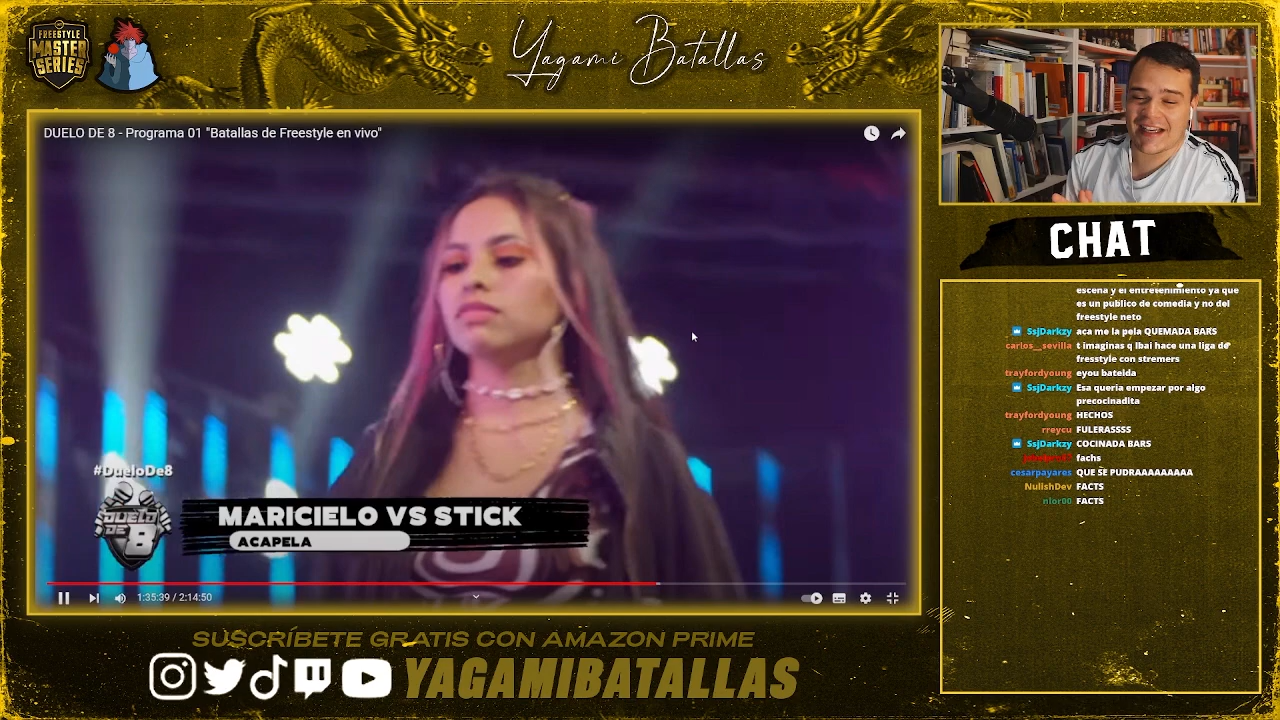 FREESTYLE
MASTER
SERIES
Yagami Batallas
DUELO DE 8 - Programa 01 "Batallas de Freestyle en vivo"
#DueloDe8
DUELO
DE 8
MARICIELO VS STICK
ACAPELA
1:35:39 / 2:14:50
SUSCRÍBETE GRATIS CON AMAZON PRIME
YAGAMIBATALLAS
CHAT
escena y el entretenimiento ya que
es un público de comedia y no del
freestyle neto
SsjDarkzy aca me la pela QUEMADA BARS
carlos__sevilla t imaginas q Ibai hace una liga de
fresstyle con stremers
trayfordyoung eyou batelda
SsjDarkzy Esa quería empezar por algo
precocinadita
trayfordyoung HECHOS
rreycu FULERASSSS
SsjDarkzy COCINADA BARS
fachs
cesarpayares QUE SE PUDRAAAAAAAAA
NulishDev FACTS
nlor00 FACTS